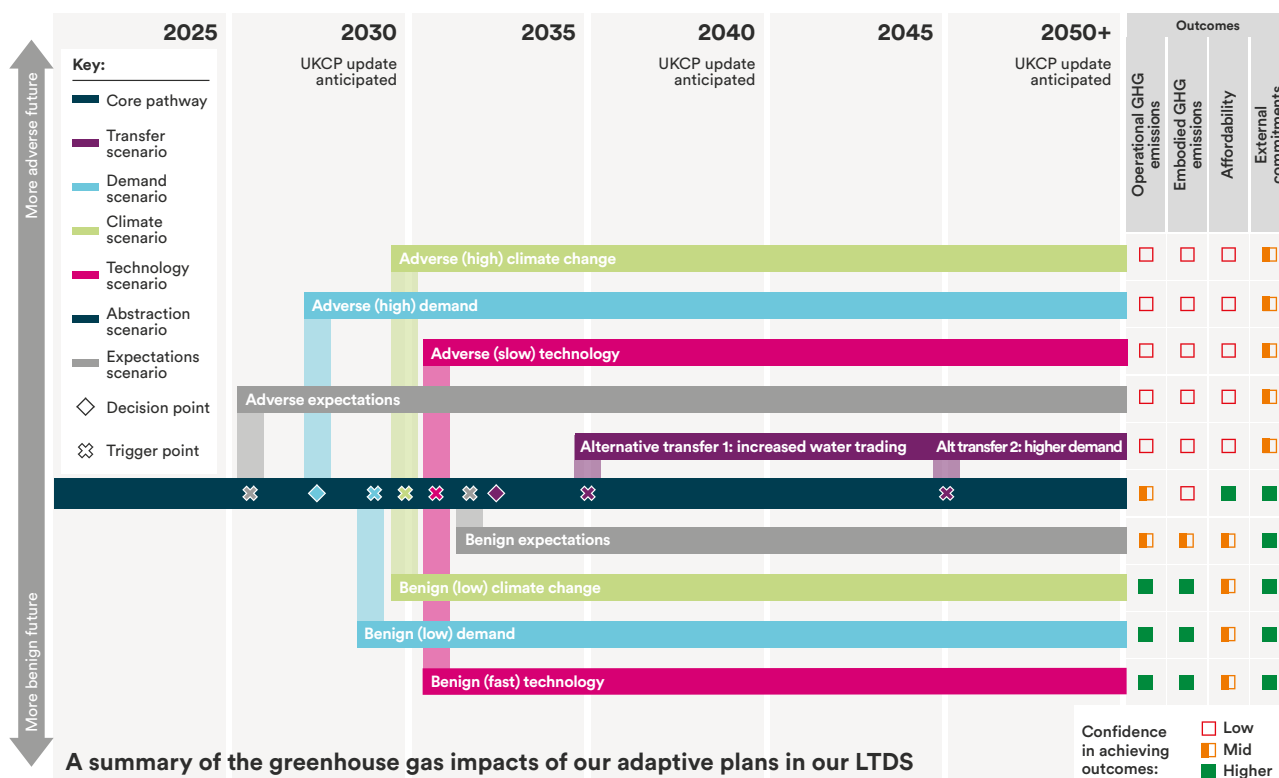 2025
2030
2035
2040
2045
2050+
Outcomes
UKCP update
anticipated
UKCP update
anticipated
UKCP update
anticipated
Operational GHG
emissions
Embodied GHG
emissions
Affordability
External
commitments
More adverse future
More benign future
Key:
Core pathway
Transfer
scenario
Demand
scenario
Climate
scenario
Technology
scenario
Abstraction
scenario
Expectations
scenario
Decision point
Trigger point
Adverse (high) climate change
Adverse (high) demand
Adverse (slow) technology
Adverse expectations
Alternative transfer 1: increased water trading
Alt transfer 2: higher demand
Benign expectations
Benign (low) climate change
Benign (low) demand
Benign (fast) technology
A summary of the greenhouse gas impacts of our adaptive plans in our LTDS
Confidence
in achieving
outcomes:
Low
Mid
Higher